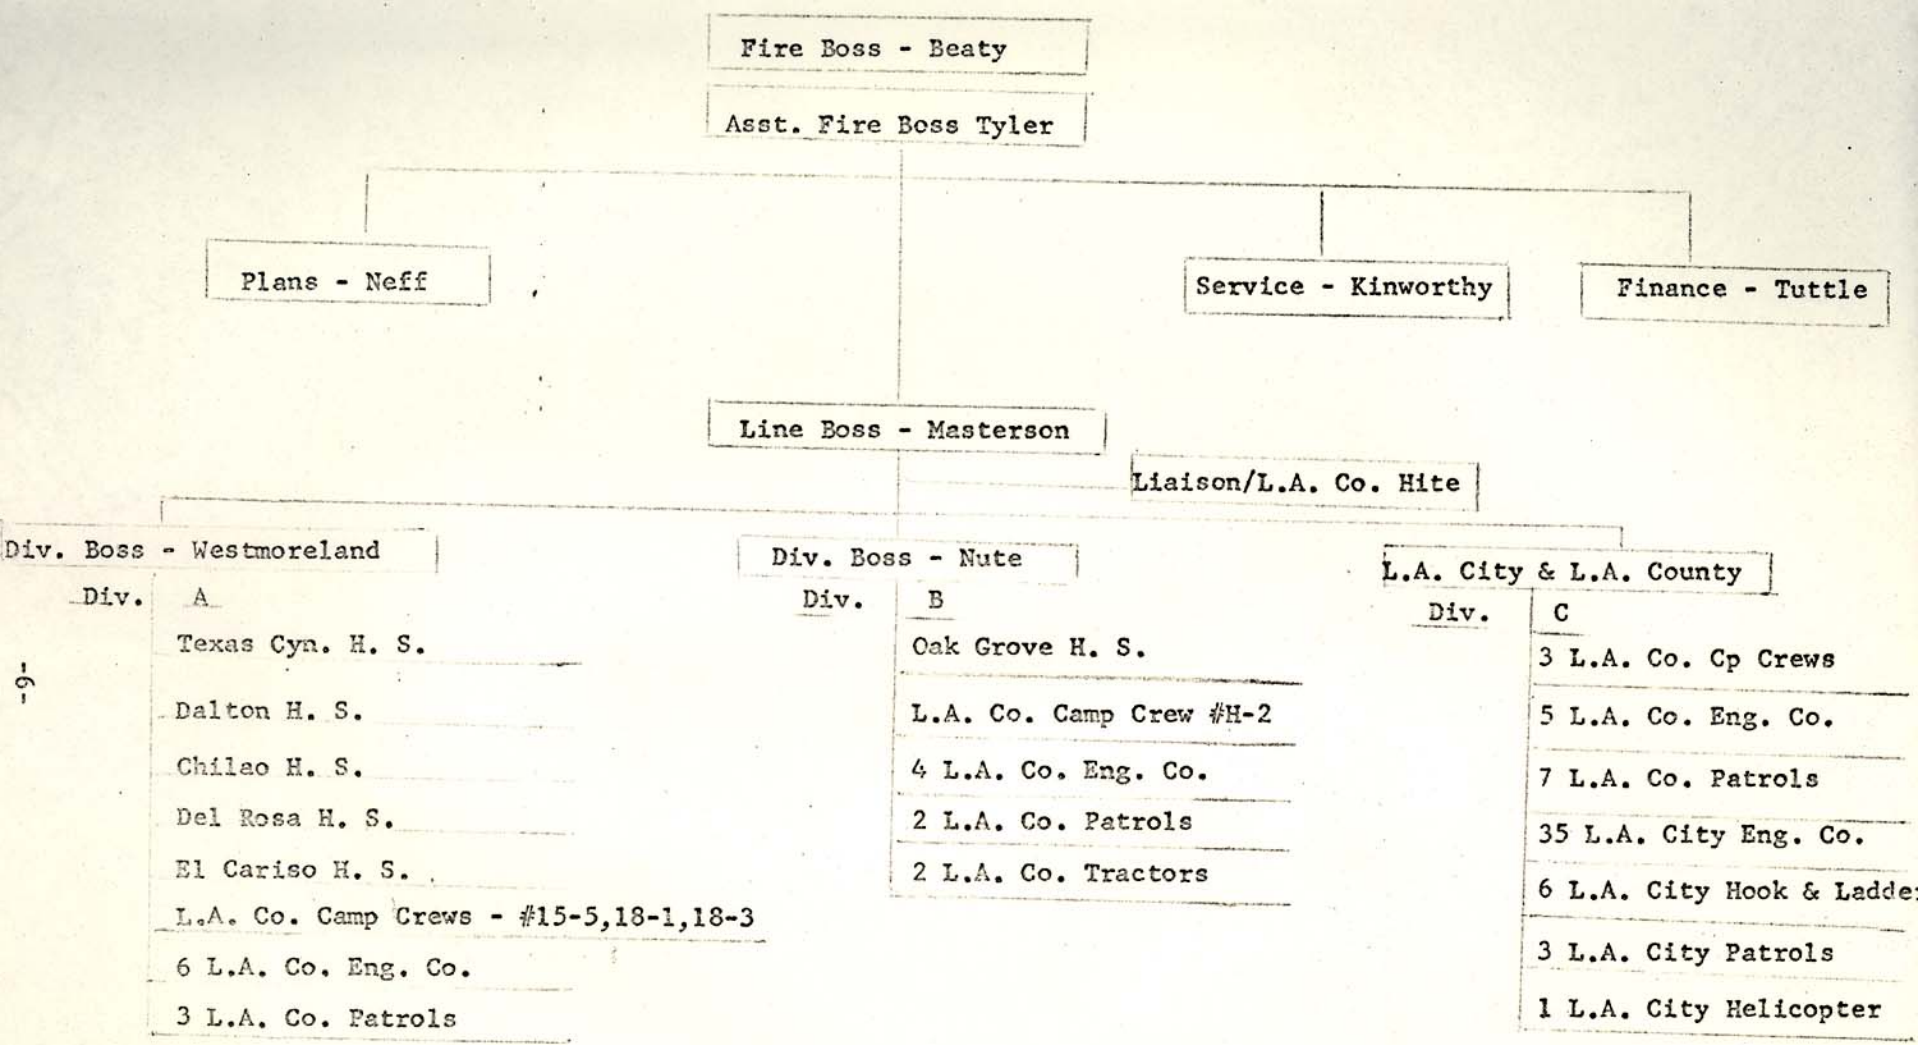 Fire Boss - Beaty
Asst. Fire Boss Tyler
Plans - Neff
Service - Kinworthy
Finance - Tuttle
Line Boss - Masterson
Liaison/L.A. Co. Hite
Div. Boss - Westmoreland
Div. A
Texas Cyn. H. S.
Dalton H. S.
Chilao H. S.
Del Rosa H. S.
El Cariso H. S.
L.A. Co. Camp Crews - #15-5,18-1,18-3
6 L.A. Co. Eng. Co.
3 L.A. Co. Patrols
Div. Boss - Nute
Div. B
Oak Grove H. S.
L.A. Co. Camp Crew #H-2
4 L.A. Co. Eng. Co.
2 L.A. Co. Patrols
2 L.A. Co. Tractors
L.A. City & L.A. County
Div. C
3 L.A. Co. Cp Crews
5 L.A. Co. Eng. Co.
7 L.A. Co. Patrols
35 L.A. City Eng. Co.
6 L.A. City Hook & Ladde
3 L.A. City Patrols
1 L.A. City Helicopter